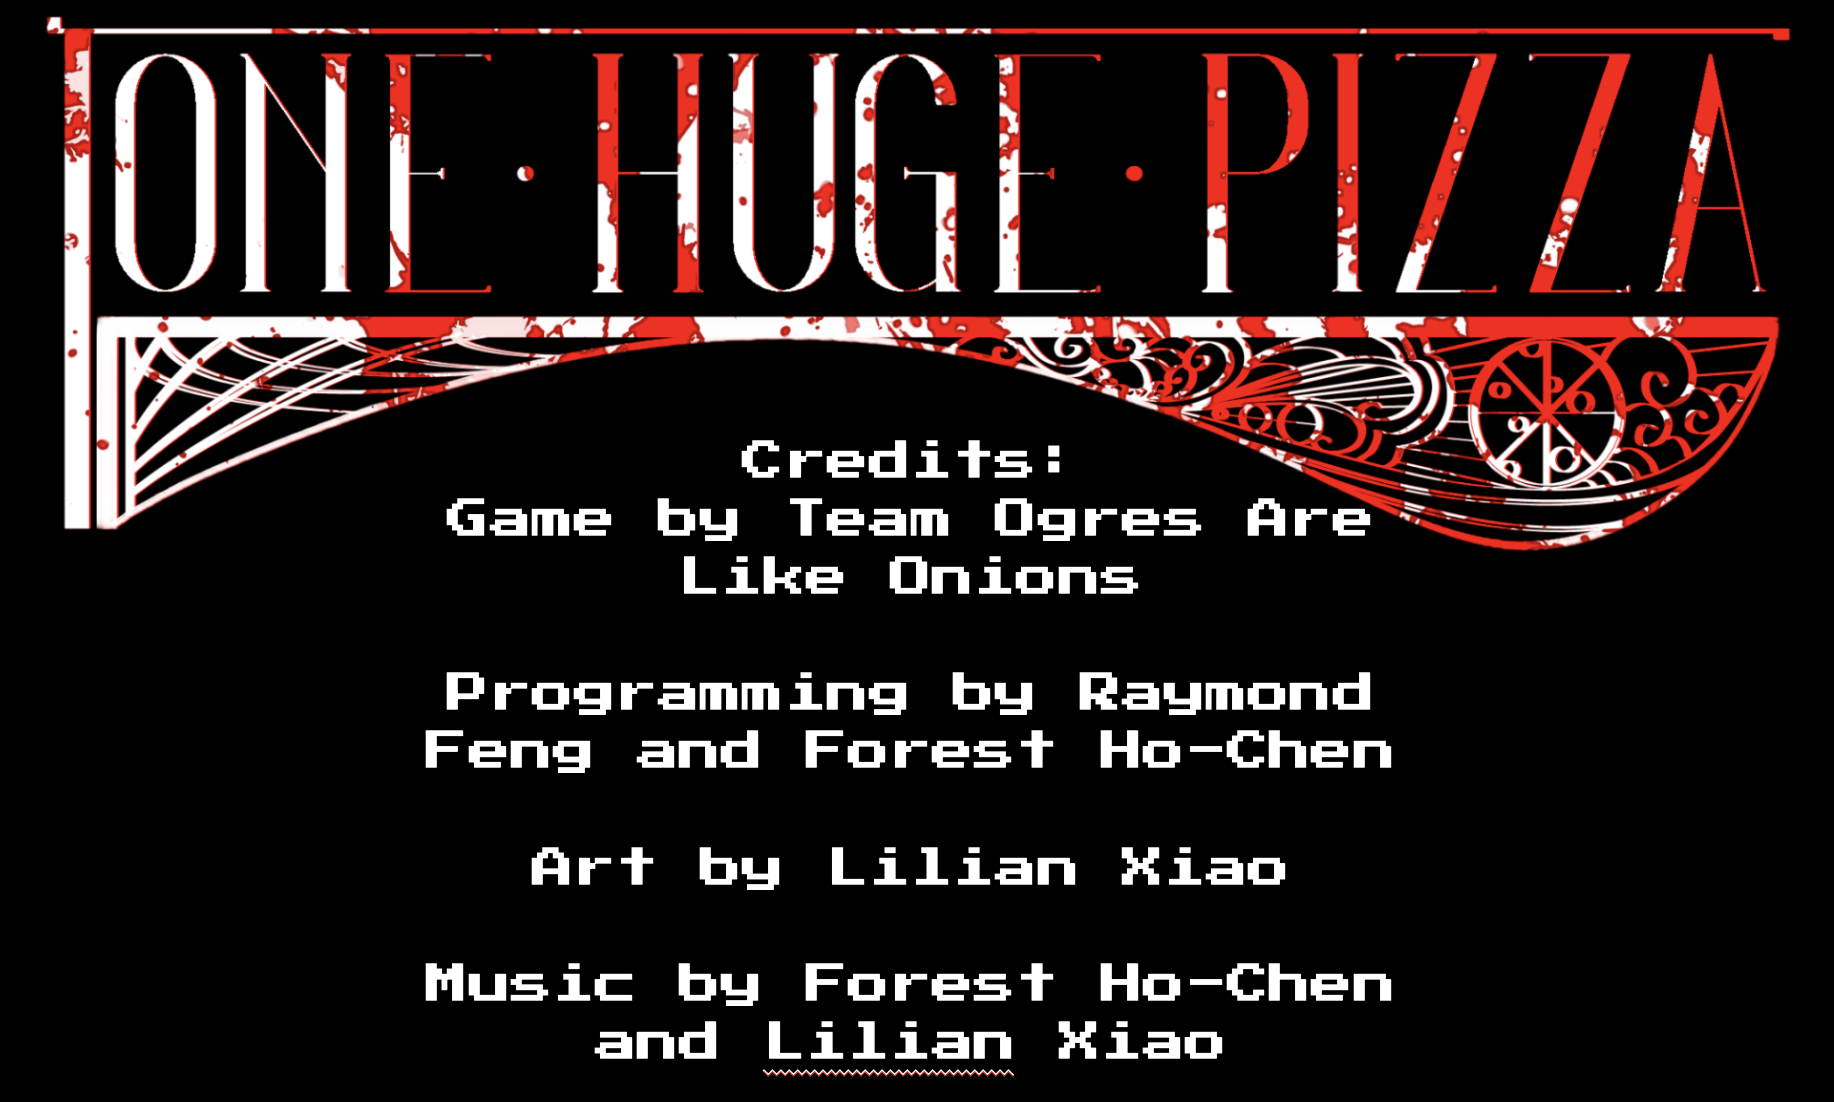 ONE · HUGE · PIZZA
Credits:
Game by Team Ogres Are
Like Onions
Programming by Raymond
Feng and Forest Ho-Chen
Art by Lilian Xiao
Music by Forest Ho-Chen
and Lilian Xiao